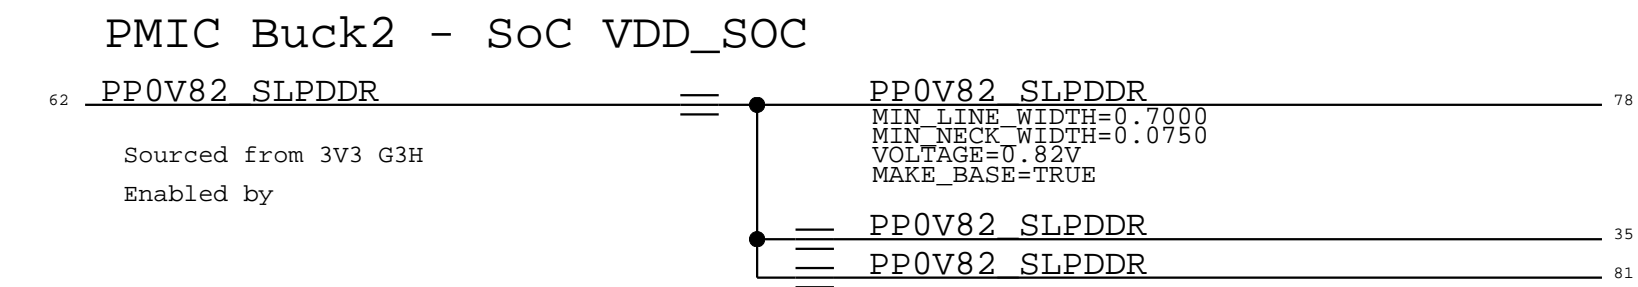 PMIC Buck2 - SoC VDD_SOC
62 PP0V82_SLPDDR PP0V82_SLPDDR 78
MIN_LINE_WIDTH=0.7000
MIN_NECK_WIDTH=0.0750
Sourced from 3V3 G3H VOLTAGE=0.82V
MAKE_BASE=TRUE
Enabled by
PP0V82_SLPDDR 35
PP0V82_SLPDDR 81